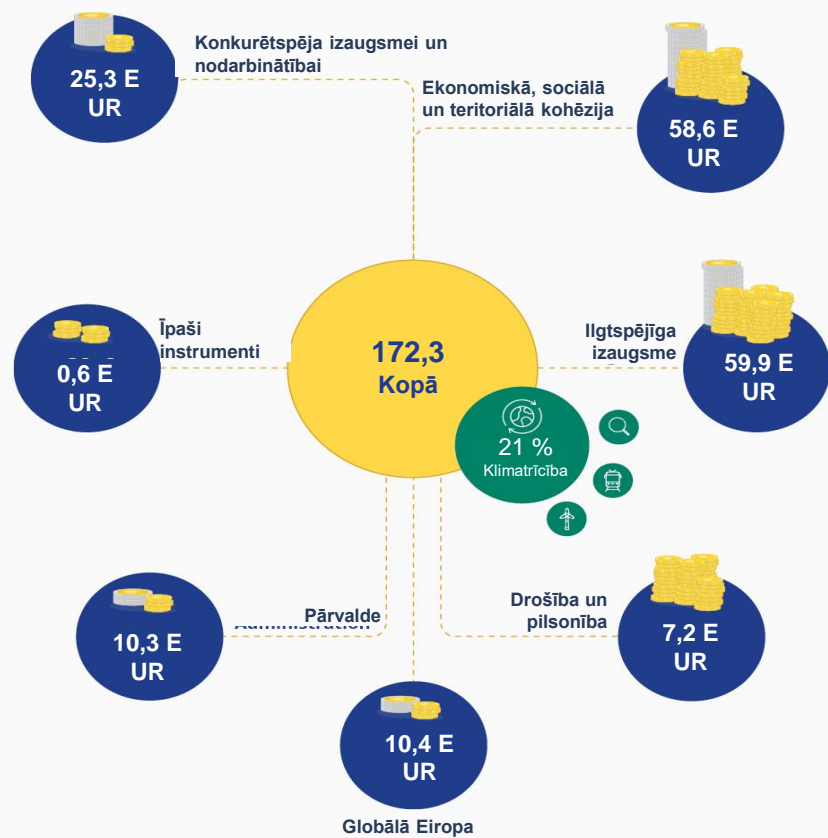 Konkurētspēja izaugsmei un
nodarbinātībai
25,3 E
UR
Ekonomiskā, sociālā
un teritoriālā kohēzija
58,6 E
UR
Īpaši
instrumenti
0,6 E
UR
172,3
Kopā
Ilgtspējīga
izaugsme
59,9 E
UR
21 %
Klimatrīcība
Pārvalde
10,3 E
UR
Drošība un
pilsonība
7,2 E
UR
10,4 E
UR
Globālā Eiropa